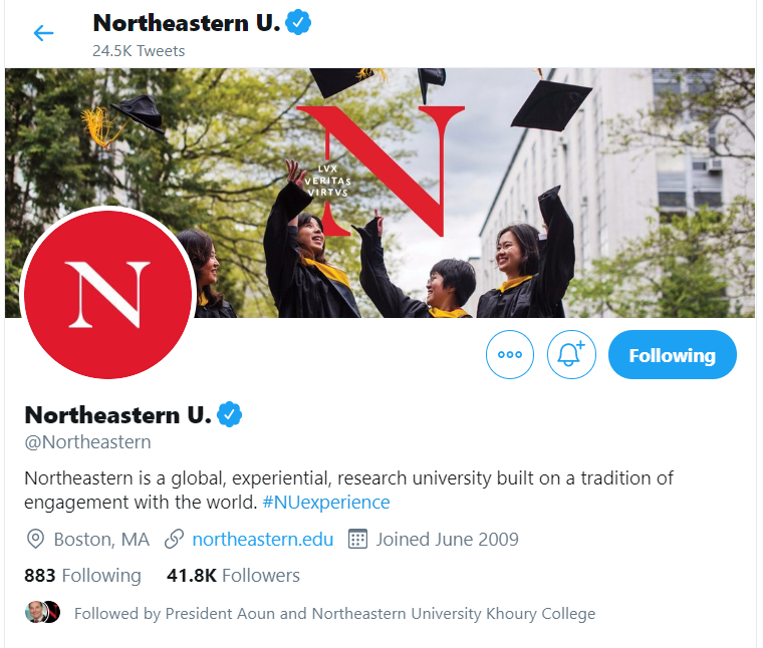 Northeastern U.
24.5K Tweets
N
LVX
VERITAS
VIRTVS
N
Following
Northeastern U.
@Northeastern
Northeastern is a global, experiential, research university built on a tradition of
engagement with the world. #NUexperience
Boston, MA northeastern.edu Joined June 2009
883 Following 41.8K Followers
Followed by President Aoun and Northeastern University Khoury College